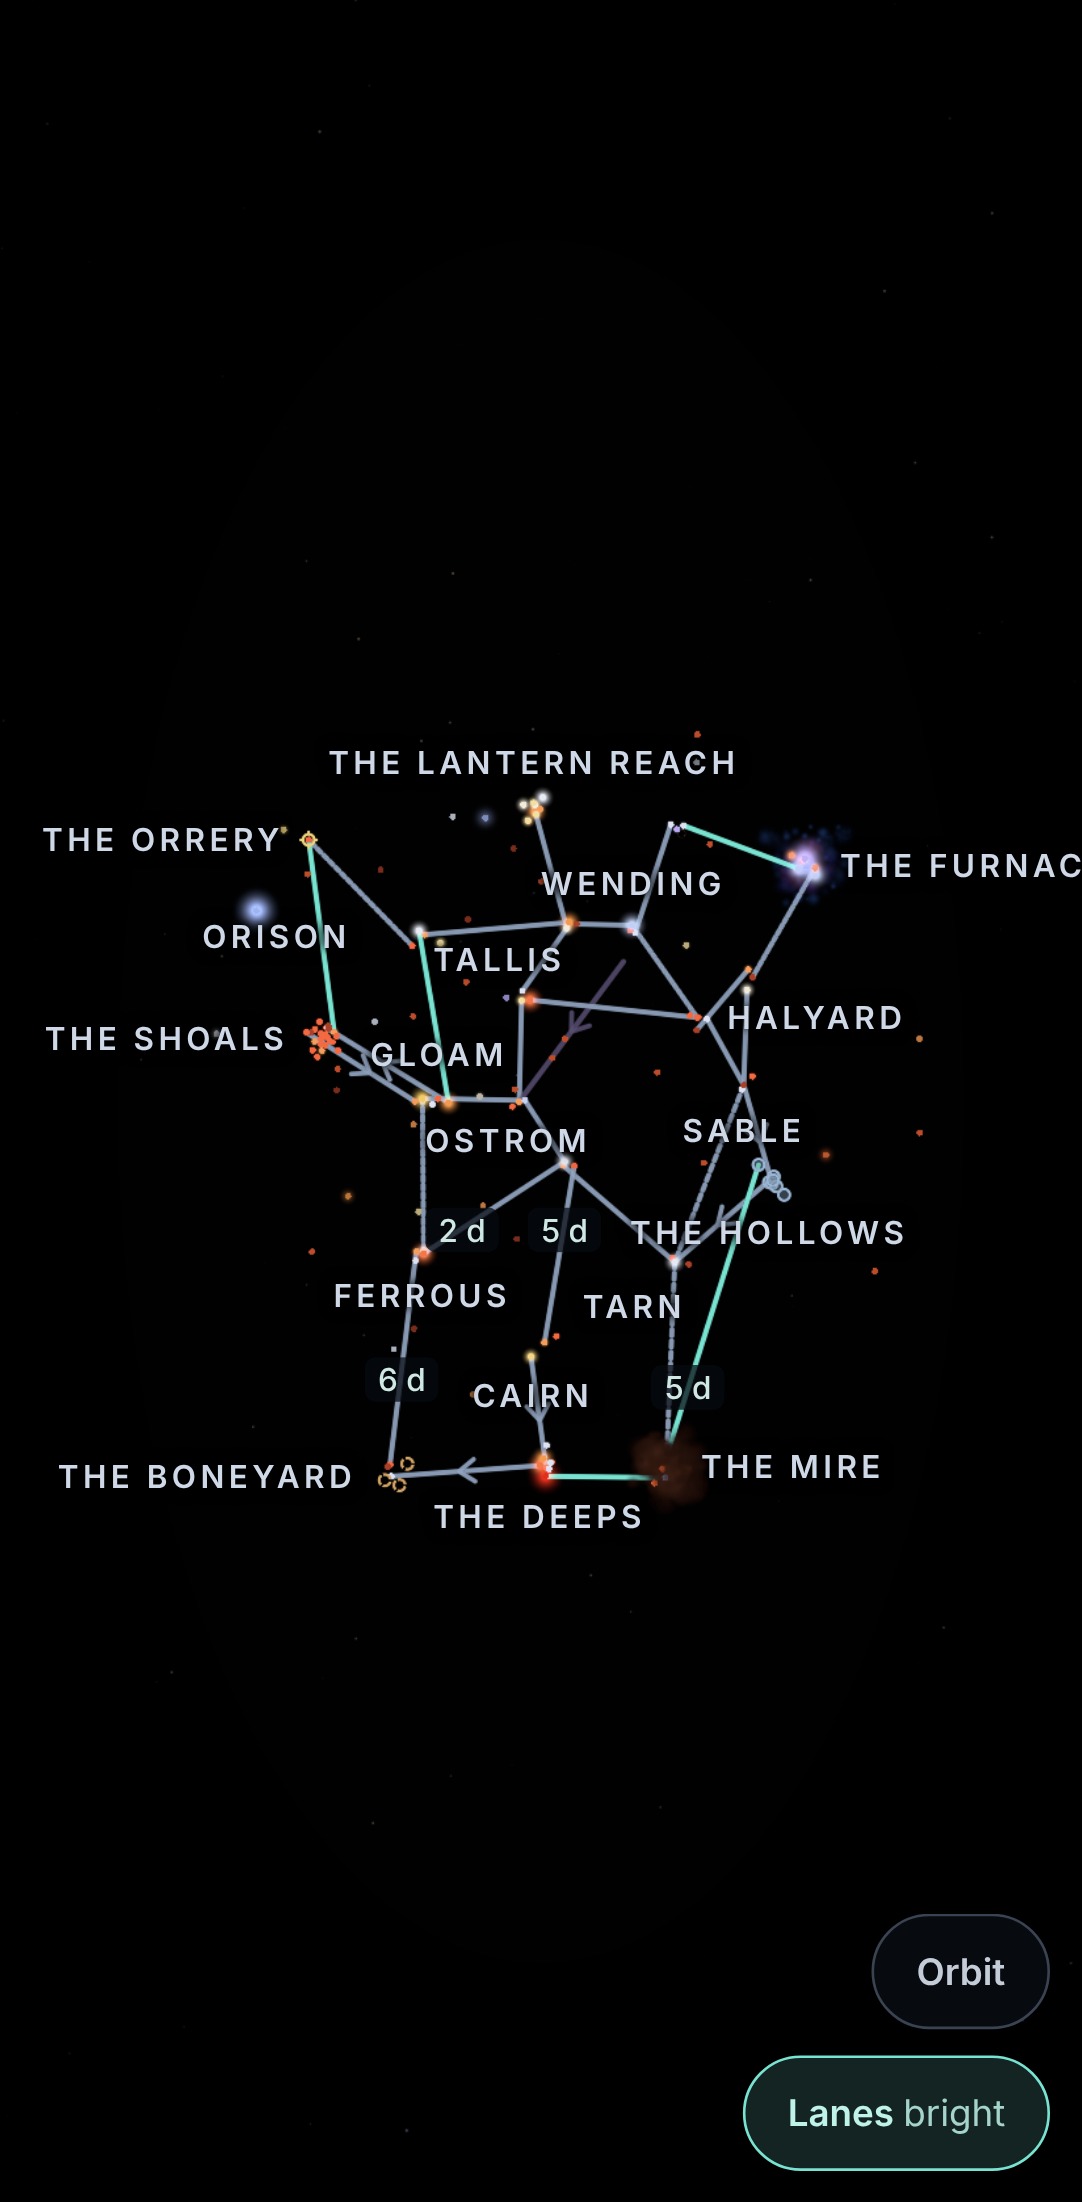 THE LANTERN REACH
THE ORRERY
THE FURNAC
WENDING
ORISON
TALLIS
HALYARD
THE SHOALS
GLOAM
SABLE
OSTROM
2 d
5 d
THE HOLLOWS
FERROUS
TARN
6 d
5 d
CAIRN
THE MIRE
THE BONEYARD
THE DEEPS
Orbit
Lanes bright